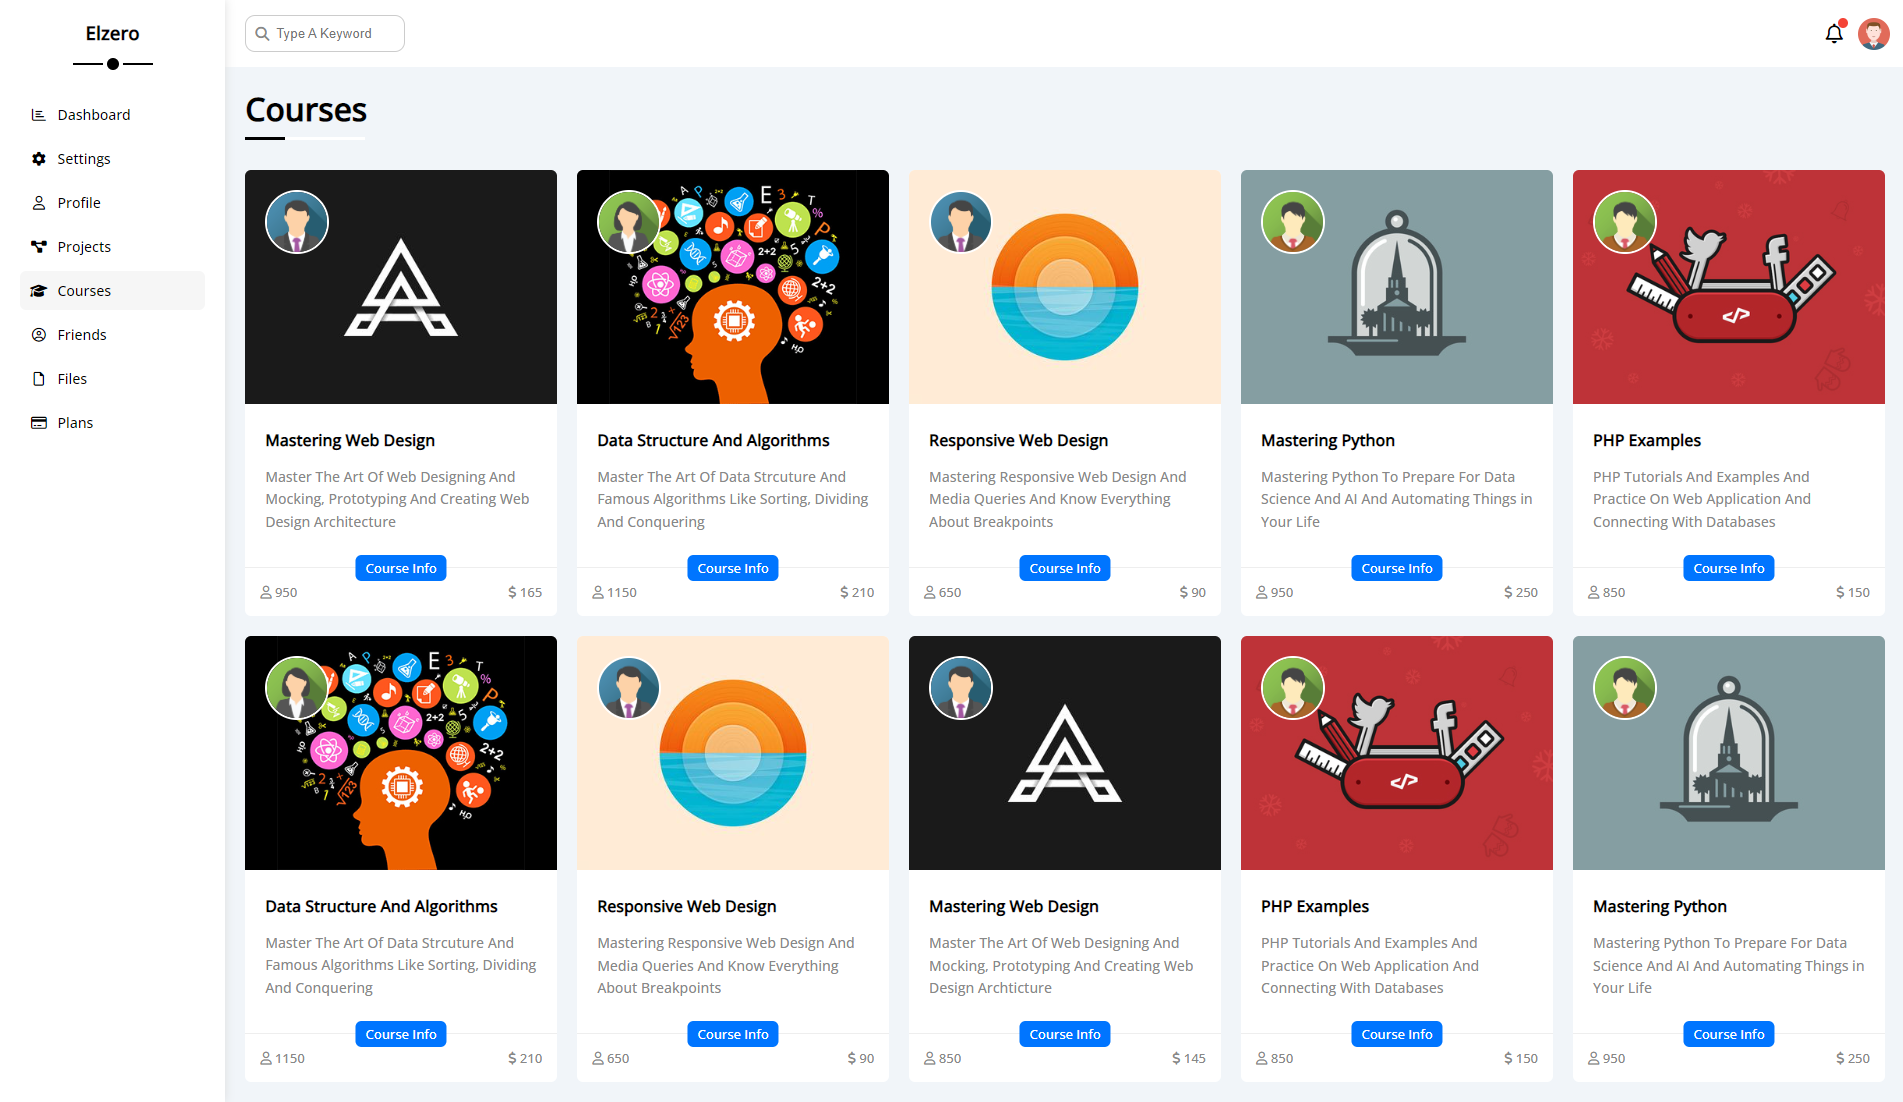 Elzero
Type A Keyword
Dashboard
Settings
Profile
Projects
Courses
Friends
Files
Plans
Courses
Mastering Web Design
Master The Art Of Web Designing And
Mocking, Prototyping And Creating Web
Design Architecture
Course Info
950
$ 165
Data Structure And Algorithms
Master The Art Of Data Strcuture And
Famous Algorithms Like Sorting, Dividing
And Conquering
Course Info
1150
$ 210
Responsive Web Design
Mastering Responsive Web Design And
Media Queries And Know Everything
About Breakpoints
Course Info
650
$ 90
Mastering Python
Mastering Python To Prepare For Data
Science And AI And Automating Things in
Your Life
Course Info
950
$ 250
PHP Examples
PHP Tutorials And Examples And
Practice On Web Application And
Connecting With Databases
Course Info
850
$ 150
Data Structure And Algorithms
Master The Art Of Data Strcuture And
Famous Algorithms Like Sorting, Dividing
And Conquering
Course Info
1150
$ 210
Responsive Web Design
Mastering Responsive Web Design And
Media Queries And Know Everything
About Breakpoints
Course Info
650
$ 90
Mastering Web Design
Master The Art Of Web Designing And
Mocking, Prototyping And Creating Web
Design Archticture
Course Info
850
$ 145
PHP Examples
PHP Tutorials And Examples And
Practice On Web Application And
Connecting With Databases
Course Info
850
$ 150
Mastering Python
Mastering Python To Prepare For Data
Science And AI And Automating Things in
Your Life
Course Info
950
$ 250